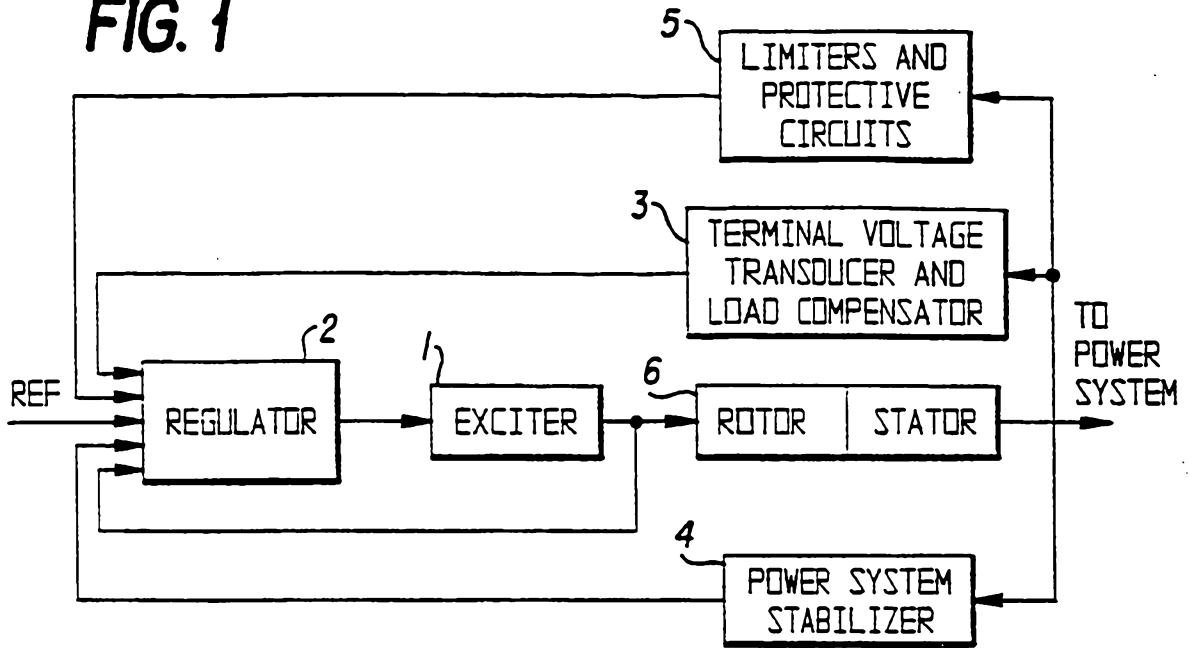 FIG. 1
5
LIMITERS AND
PROTECTIVE
CIRCUITS
3
TERMINAL VOLTAGE
TRANSDUCER AND
LOAD COMPENSATOR
TO
POWER
SYSTEM
REF
2
REGULATOR
1
EXCITER
6
ROTOR
STATOR
4
POWER SYSTEM
STABILIZER